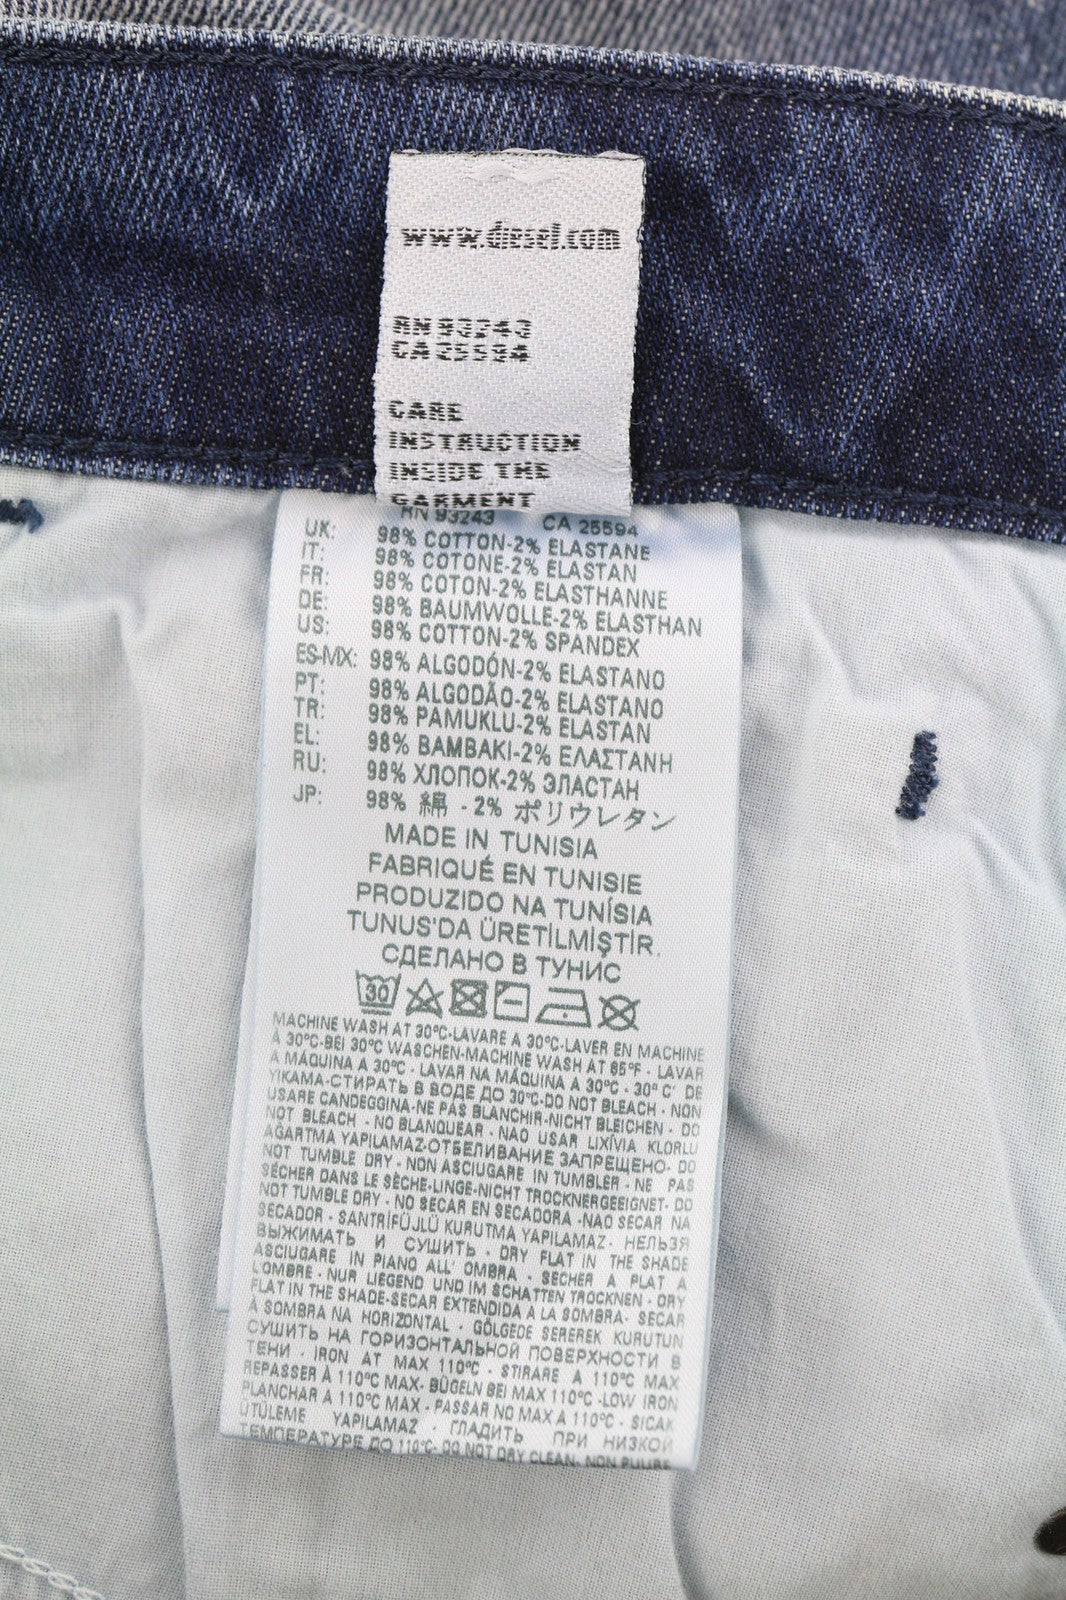 www.diesel.com
RN 93243
CA 25594
CARE
INSTRUCTION
INSIDE THE
GARMENT
RN 93243 CA 25594
UK: 98% COTTON-2% ELASTANE
IT: 98% COTONE-2% ELASTAN
FR: 98% COTON-2% ELASTHANNE
DE: 98% BAUMWOLLE-2% ELASTHAN
US: 98% COTTON-2% SPANDEX
ES-MX: 98% ALGODÓN-2% ELASTANO
PT: 98% ALGODÃO-2% ELASTANO
TR: 98% PAMUKLU-2% ELASTAN
EL: 98% BAMBAKI-2% ΕΛΑΣΤΑΝΗ
RU: 98% ХЛОПОК-2% ЭЛАСТАН
JP: 98% 綿 - 2% ポリウレタン
MADE IN TUNISIA
FABRIQUÉ EN TUNISIE
PRODUZIDO NA TUNÍSIA
TUNUS'DA ÜRETİLMİŞTİR.
СДЕЛАНО В ТУНИС
30
MACHINE WASH AT 30°C-LAVARE A 30°C-LAVER EN MACHINE
À 30°C-BEI 30°C WASCHEN-MACHINE WASH AT 65°F - LAVAR
A MÁQUINA A 30°C - LAVAR NA MÁQUINA A 30°C - 30° C' DE
YIKAMA-СТИРАТЬ В ВОДЕ ДО 30°C-DO NOT BLEACH - NON
USARE CANDEGGINA-NE PAS BLANCHIR-NICHT BLEICHEN - DO
NOT BLEACH - NO BLANQUEAR - NAO USAR LIXÍVIA KLORLU
AĞARTMA YAPILAMAZ-ОТБЕЛИВАНИЕ ЗАПРЕЩЕНО- DO
NOT TUMBLE DRY - NON ASCIUGARE IN TUMBLER - NE PAS
SÉCHER DANS LE SÈCHE-LINGE-NICHT TROCKNERGEEIGNET- DO
NOT TUMBLE DRY - NO SECAR EN SECADORA -NAO SECAR NA
SECADOR - SANTRİFÜJLÜ KURUTMA YAPILAMAZ- НЕЛЬЗЯ
ВЫЖИМАТЬ И СУШИТЬ - DRY FLAT IN THE SHADE
ASCIUGARE IN PIANO ALL' OMBRA - SÉCHER À PLAT A
L'OMBRE - NUR LIEGEND UND IM SCHATTEN TROCKNEN - DRY
FLAT IN THE SHADE-SECAR EXTENDIDA A LA SOMBRA- SECAR
À SOMBRA NA HORIZONTAL - GÖLGEDE SEREREK KURUTUN
СУШИТЬ НА ГОРИЗОНТАЛЬНОЙ ПОВЕРХНОСТИ В
ТЕНИ - IRON AT MAX 110°C - STIRARE A 110°C MAX
REPASSER À 110°C MAX- BÜGELN BEI MAX 110°C -LOW IRON
PLANCHAR A 110°C MAX - PASSAR NO MAX A 110°C - SICAK
ÜTÜLEME YAPILAMAZ - ГЛАДИТЬ ПРИ НИЗКОЙ
ТЕМПЕРАТУРЕ ДО 110°C- DO NOT DRY CLEAN- NON PULIRE